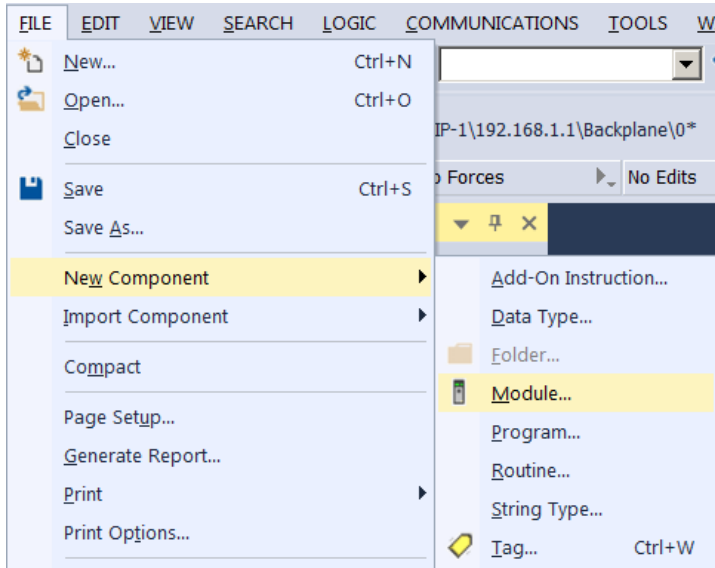 FILE EDIT VIEW SEARCH LOGIC COMMUNICATIONS TOOLS W
New... Ctrl+N
Open... Ctrl+O
Close
IP-1\192.168.1.1\Backplane\0*
Save Ctrl+S
Forces No Edits
Save As...
New Component
Add-On Instruction...
Import Component
Data Type...
Folder...
Compact
Module...
Page Setup...
Program...
Generate Report...
Routine...
Print
String Type...
Print Options...
Tag... Ctrl+W